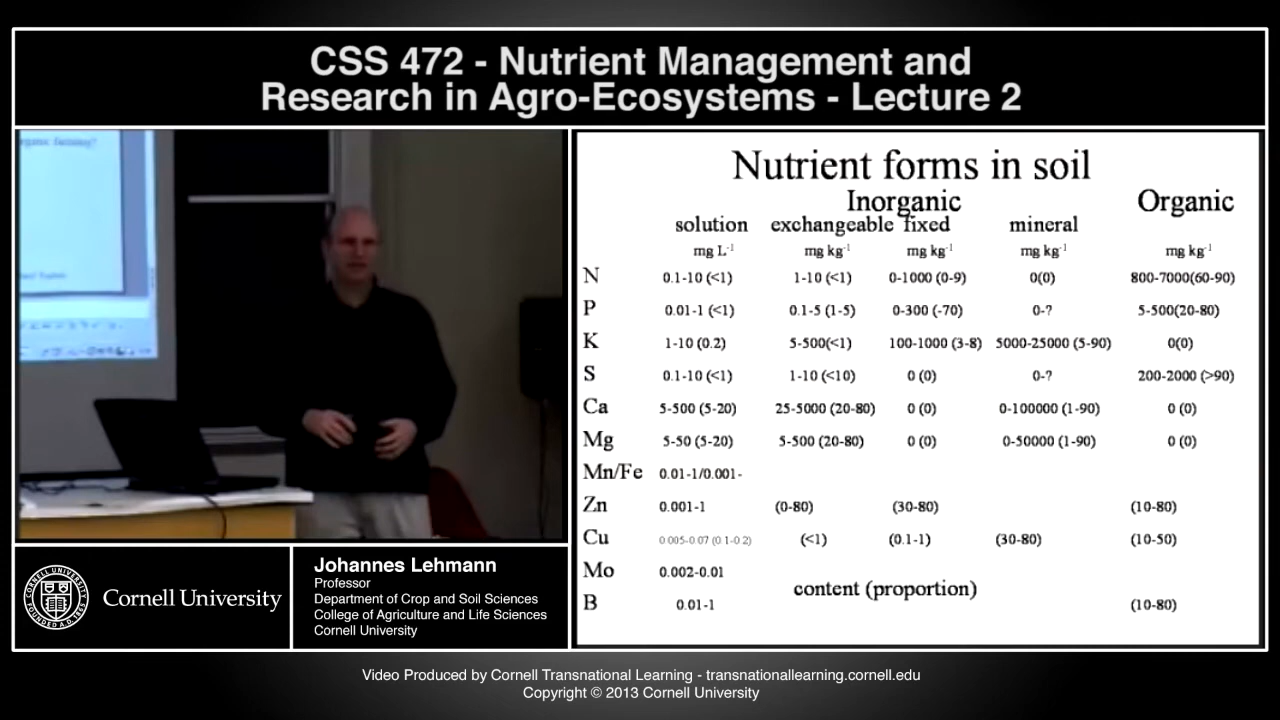 CSS 472 - Nutrient Management and
Research in Agro-Ecosystems - Lecture 2
Nutrient forms in soil
Inorganic Organic
solution exchangeable fixed mineral
mg L-1 mg kg-1 mg kg-1 mg kg-1 mg kg-1
N 0.1-10 (<1) 1-10 (<1) 0-1000 (0-9) 0(0) 800-7000(60-90)
P 0.01-1 (<1) 0.1-5 (1-5) 0-300 (-70) 0-? 5-500(20-80)
K 1-10 (0.2) 5-500(<1) 100-1000 (3-8) 5000-25000 (5-90) 0(0)
S 0.1-10 (<1) 1-10 (<10) 0 (0) 0-? 200-2000 (>90)
Ca 5-500 (5-20) 25-5000 (20-80) 0 (0) 0-100000 (1-90) 0 (0)
Mg 5-50 (5-20) 5-500 (20-80) 0 (0) 0-50000 (1-90) 0 (0)
Mn/Fe 0.01-1/0.001-
Zn 0.001-1 (0-80) (30-80) (10-80)
Cu 0.005-0.07 (0.1-0.2) (<1) (0.1-1) (30-80) (10-50)
Mo 0.002-0.01
content (proportion)
B 0.01-1 (10-80)
Cornell University
Johannes Lehmann
Professor
Department of Crop and Soil Sciences
College of Agriculture and Life Sciences
Cornell University
Video Produced by Cornell Transnational Learning - transnationallearning.cornell.edu
Copyright © 2013 Cornell University